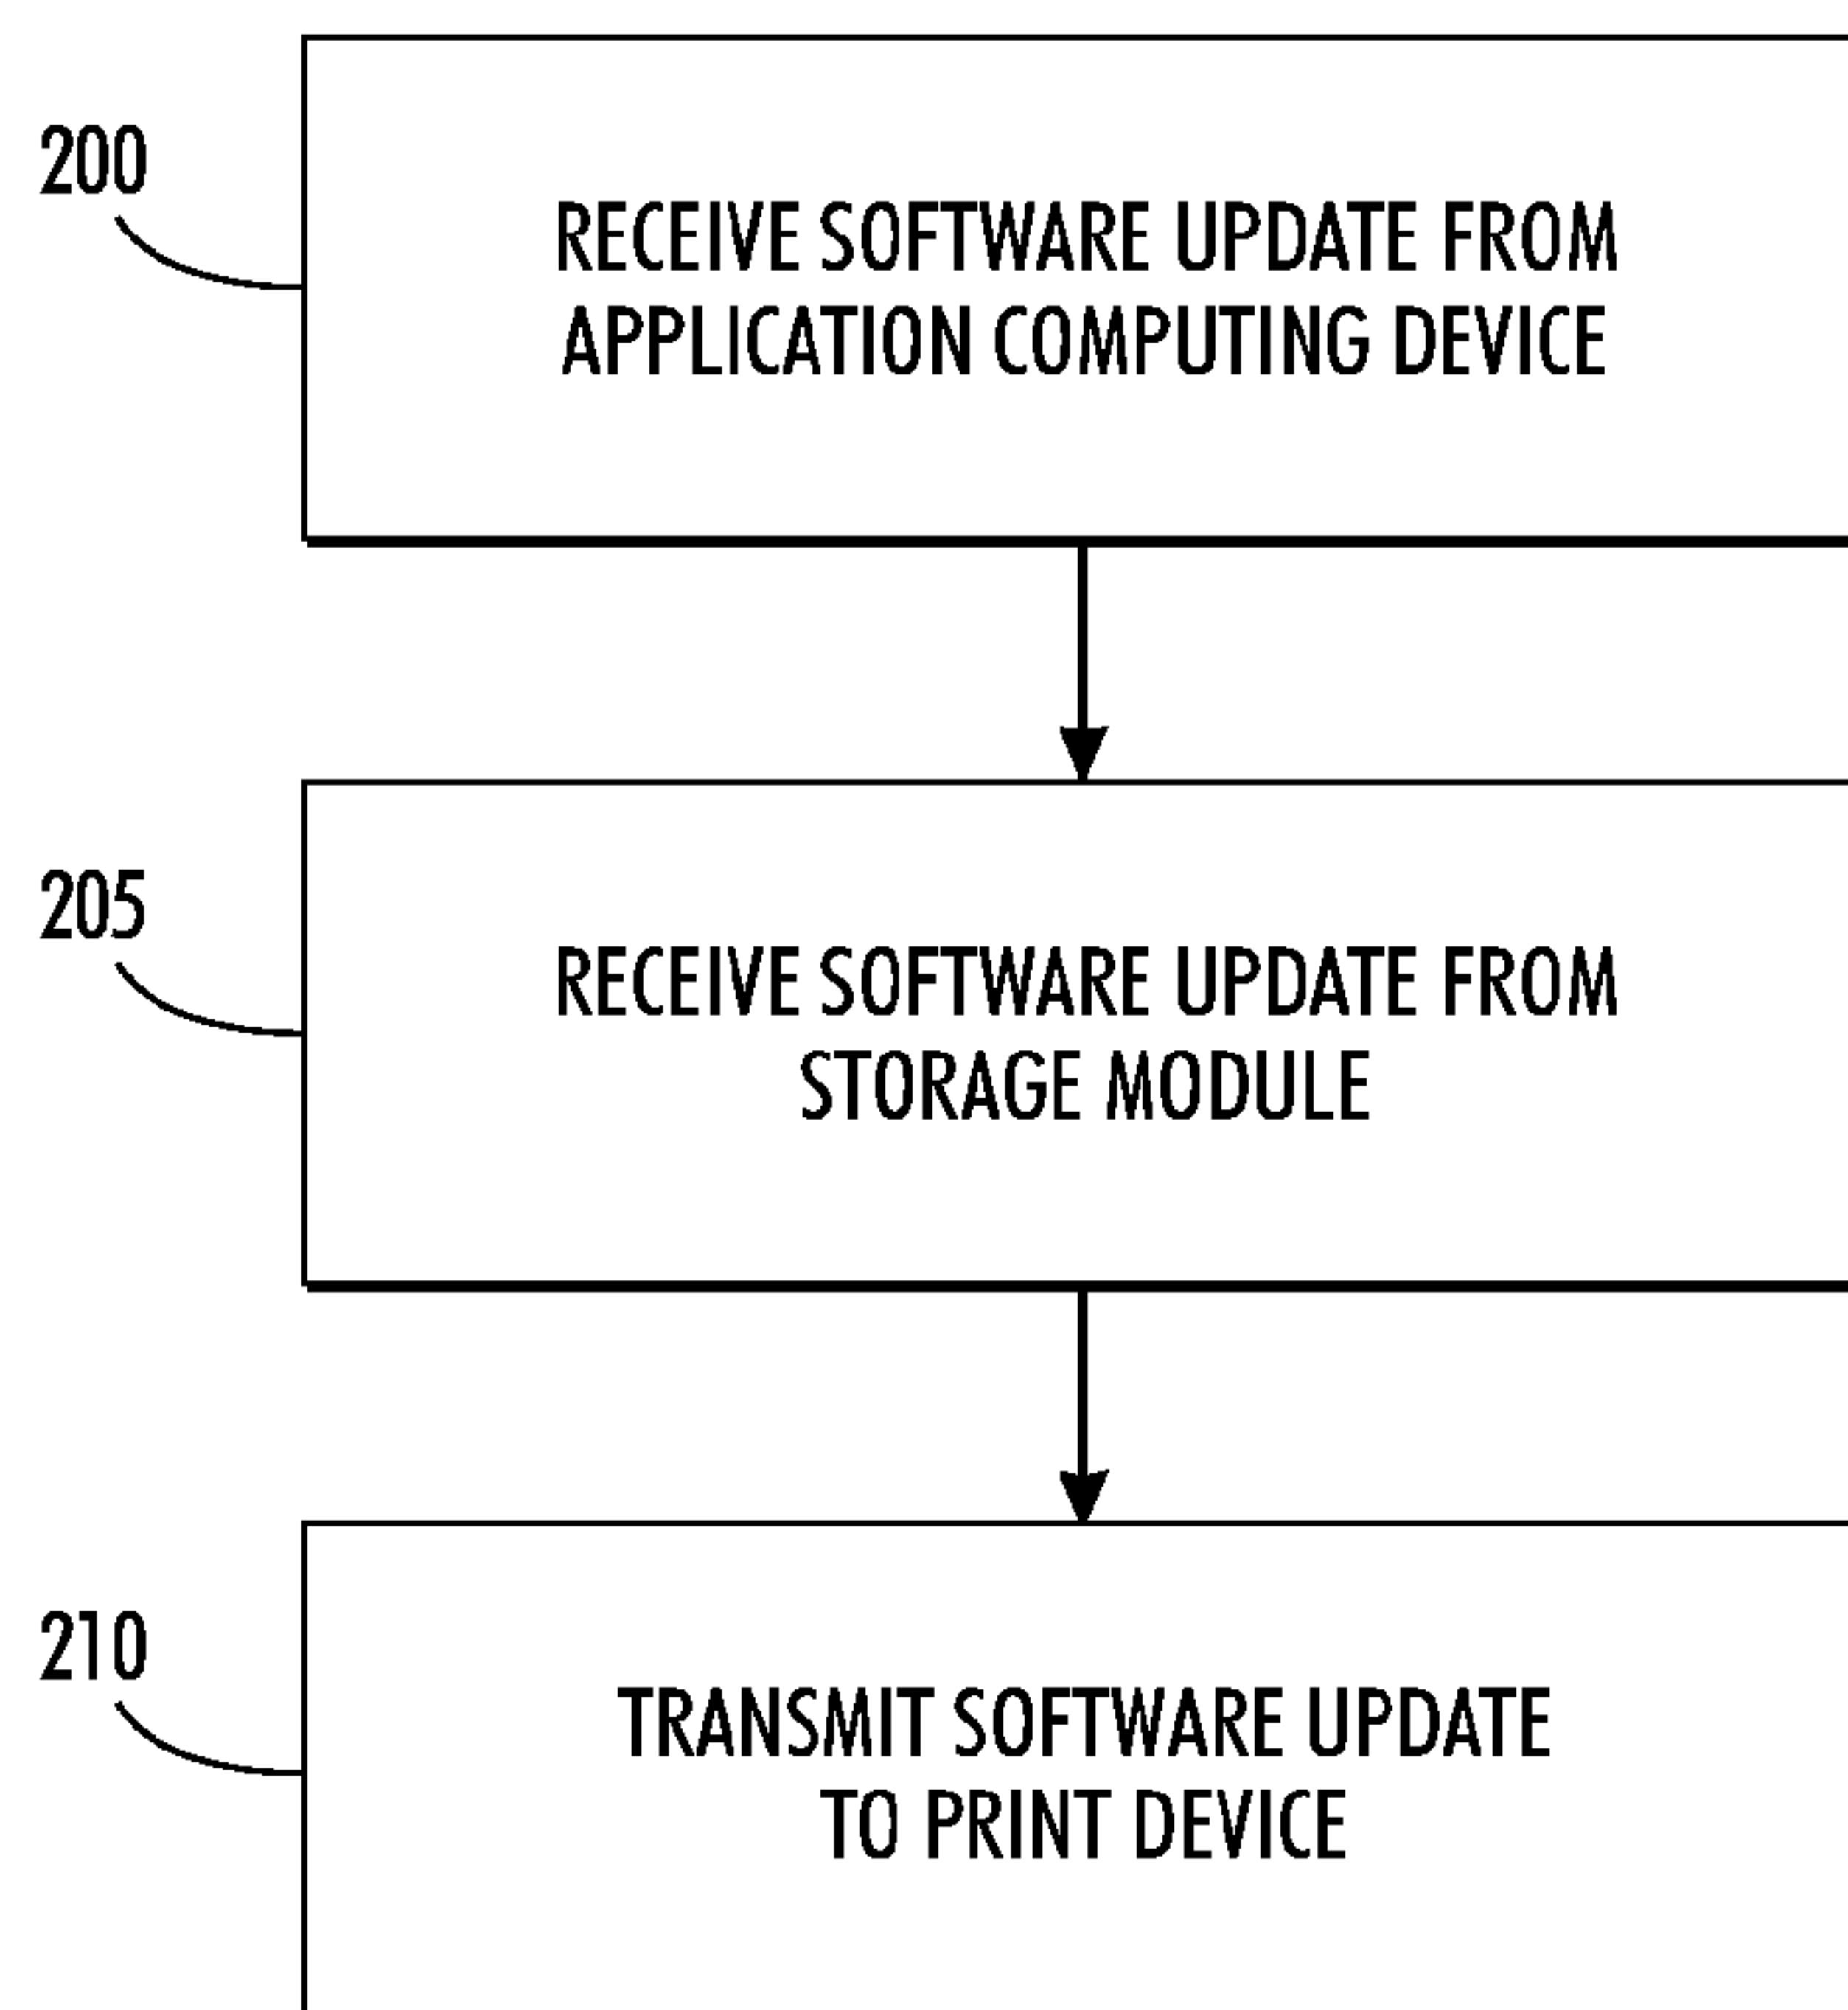 200
RECEIVE SOFTWARE UPDATE FROM
APPLICATION COMPUTING DEVICE
205
RECEIVE SOFTWARE UPDATE FROM
STORAGE MODULE
210
TRANSMIT SOFTWARE UPDATE
TO PRINT DEVICE